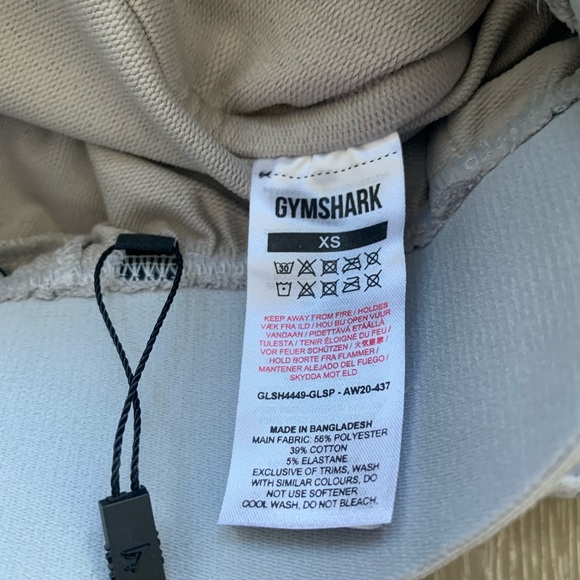 GYMSHARK
XS
30
KEEP AWAY FROM FIRE / HOLDES
VÆK FRA ILD / HOU BIJ OPEN VUUR
VANDAAN / PIDETTÄVÄ ETÄÄLLÄ
TULESTA / TENIR ÉLOIGNÉ DU FEU /
VOR FEUER SCHÜTZEN / 火気厳禁 /
HOLD BORTE FRA FLAMMER /
MANTENER ALEJADO DEL FUEGO /
SKYDDA MOT ELD
GLSH4449-GLSP - AW20-437
MADE IN BANGLADESH
MAIN FABRIC: 56% POLYESTER
39% COTTON
5% ELASTANE
EXCLUSIVE OF TRIMS, WASH
WITH SIMILAR COLOURS, DO
NOT USE SOFTENER
COOL WASH, DO NOT BLEACH.